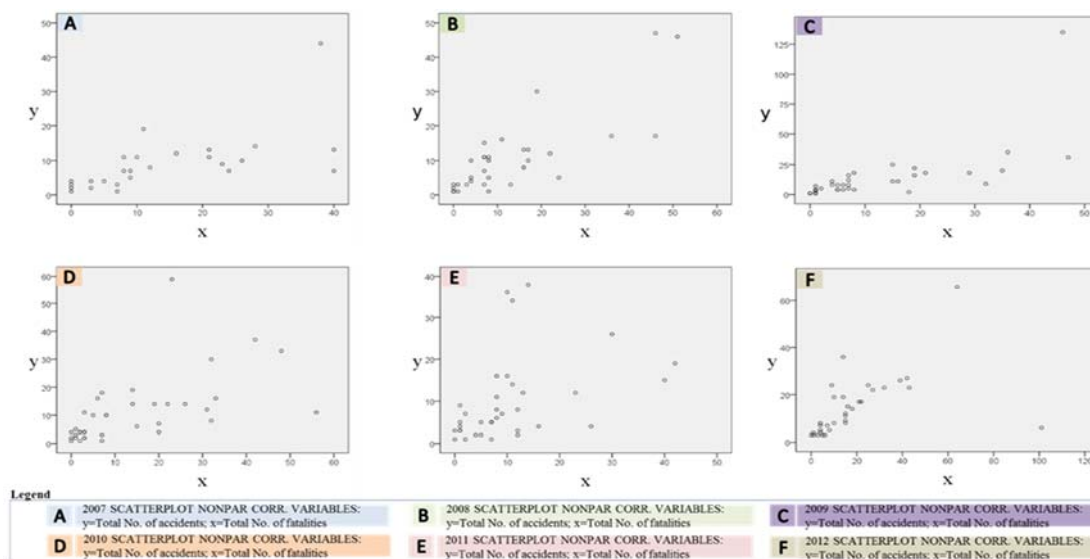 A
50
40
30
20
10
0
y
0 10 20 30 40
x
B
50
40
30
20
10
0
y
0 10 20 30 40 50 60
x
C
125
100
75
50
25
0
y
0 10 20 30 40 50
x
D
60
50
40
30
20
10
0
y
0 10 20 30 40 50 60
x
E
40
30
20
10
0
y
0 10 20 30 40 50
x
F
60
40
20
0
y
0 20 40 60 80 100 120
x
Legend
A 2007 SCATTERPLOT NONPAR CORR. VARIABLES:
y=Total No. of accidents; x=Total No. of fatalities
B 2008 SCATTERPLOT NONPAR CORR. VARIABLES:
y=Total No. of accidents; x=Total No. of fatalities
C 2009 SCATTERPLOT NONPAR CORR. VARIABLES:
y=Total No. of accidents; x=Total No. of fatalities
D 2010 SCATTERPLOT NONPAR CORR. VARIABLES:
y=Total No. of accidents; x=Total No. of fatalities
E 2011 SCATTERPLOT NONPAR CORR. VARIABLES:
y=Total No. of accidents; x=Total No. of fatalities
F 2012 SCATTERPLOT NONPAR CORR. VARIABLES:
y=Total No. of accidents; x=Total No. of fatalities